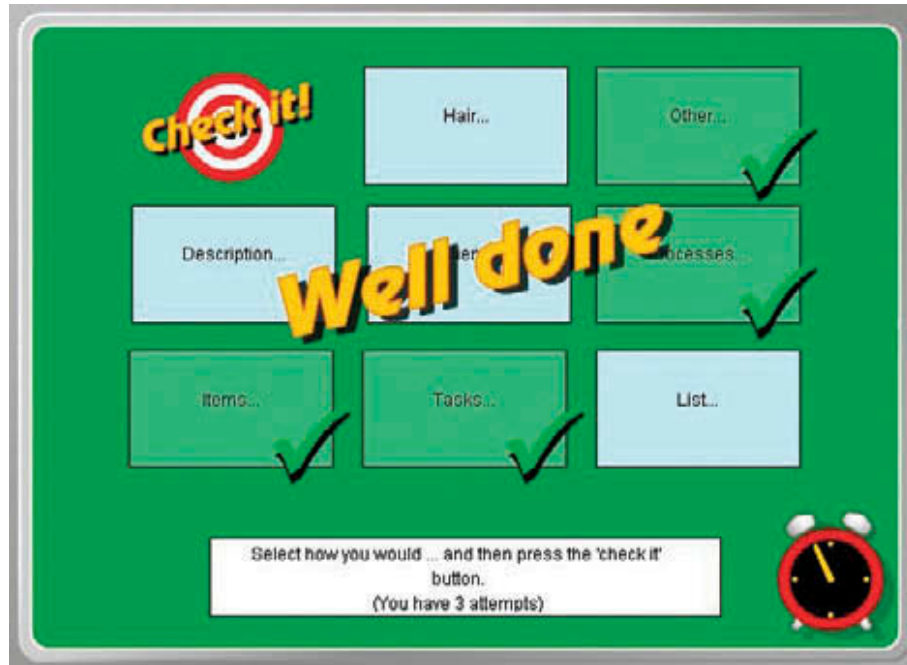 Check it!
Hair...
Other...
Description...
Well done
Items...
Tasks...
List...
Select how you would ... and then press the 'check it'
button.
(You have 3 attempts)